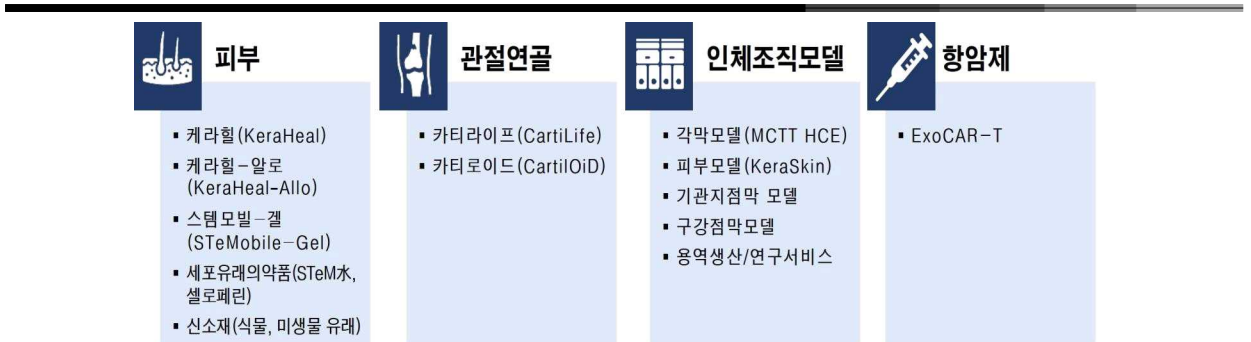 피부
▪ 케라힐(KeraHeal)
▪ 케라힐-알로
(KeraHeal-Allo)
▪ 스템모빌-겔
(STeMobile-Gel)
▪ 세포유래의약품(STeM水,
셀로페린)
▪ 신소재(식물, 미생물 유래)
관절연골
▪ 카티라이프(CartiLife)
▪ 카티로이드(CartilOiD)
인체조직모델
▪ 각막모델(MCTT HCE)
▪ 피부모델(KeraSkin)
▪ 기관지점막 모델
▪ 구강점막모델
▪ 용역생산/연구서비스
항암제
▪ ExoCAR-T